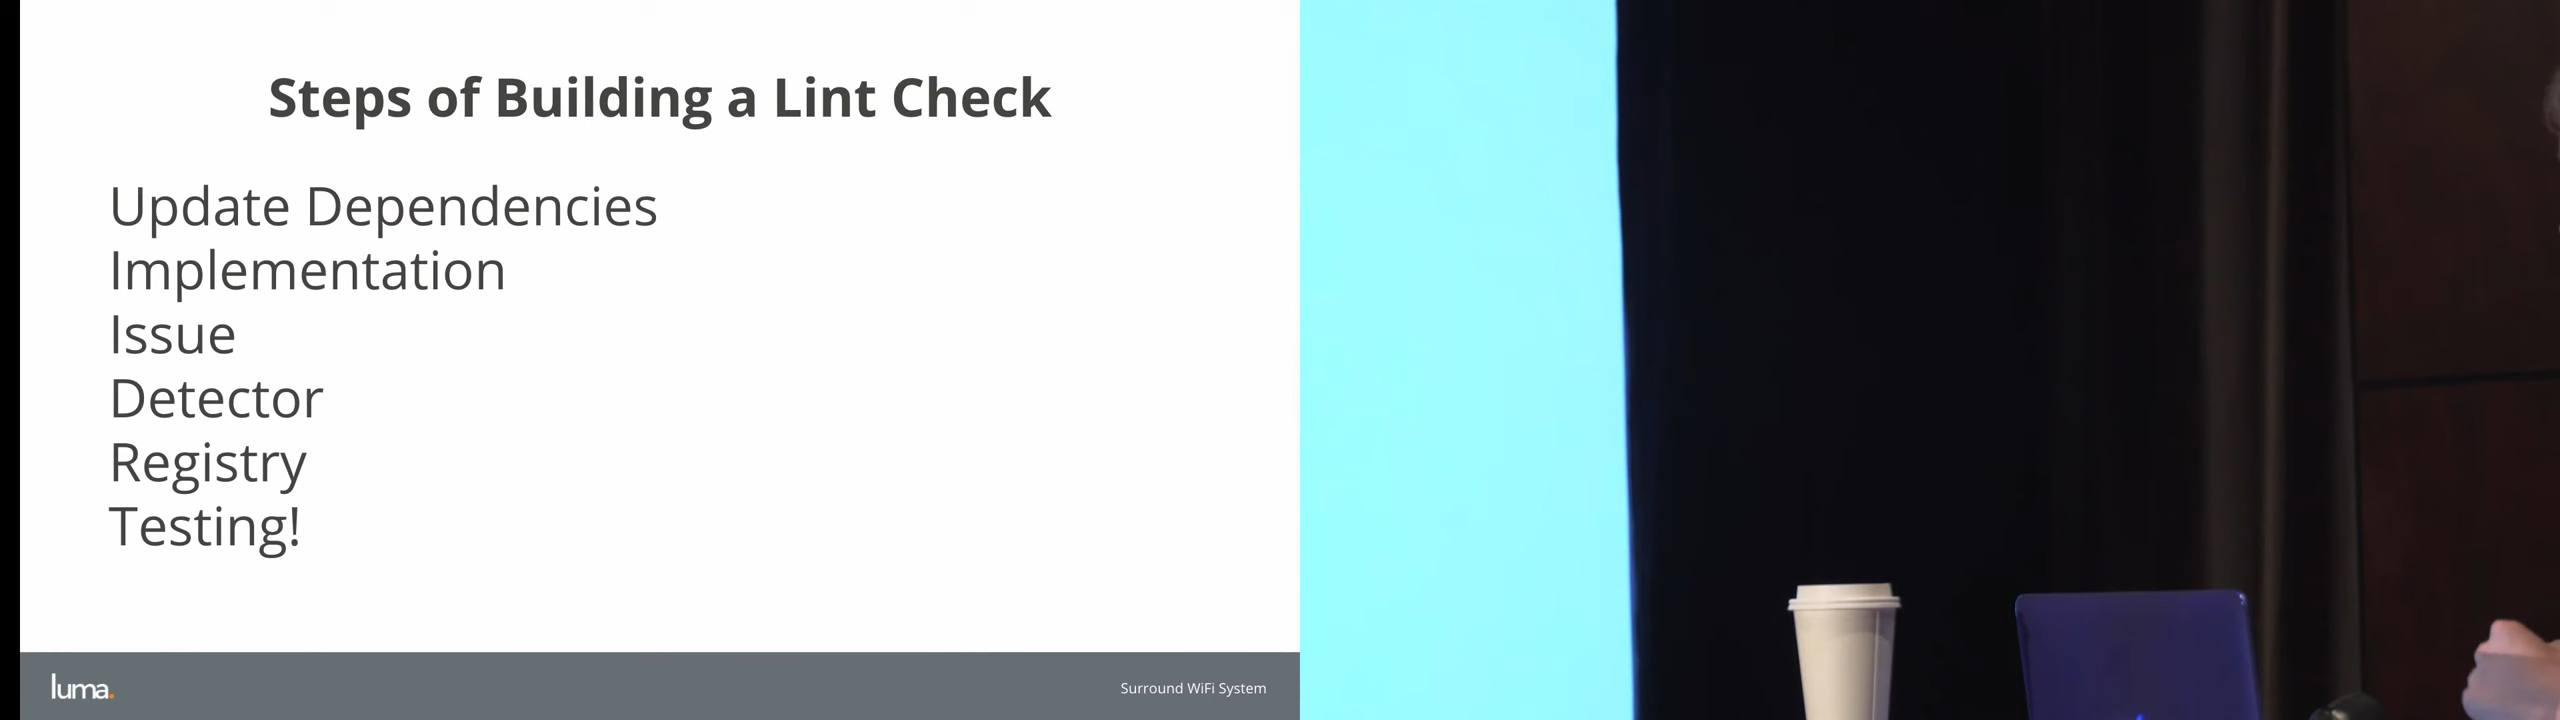 Steps of Building a Lint Check
Update Dependencies
Implementation
Issue
Detector
Registry
Testing!
luma.
Surround WiFi System